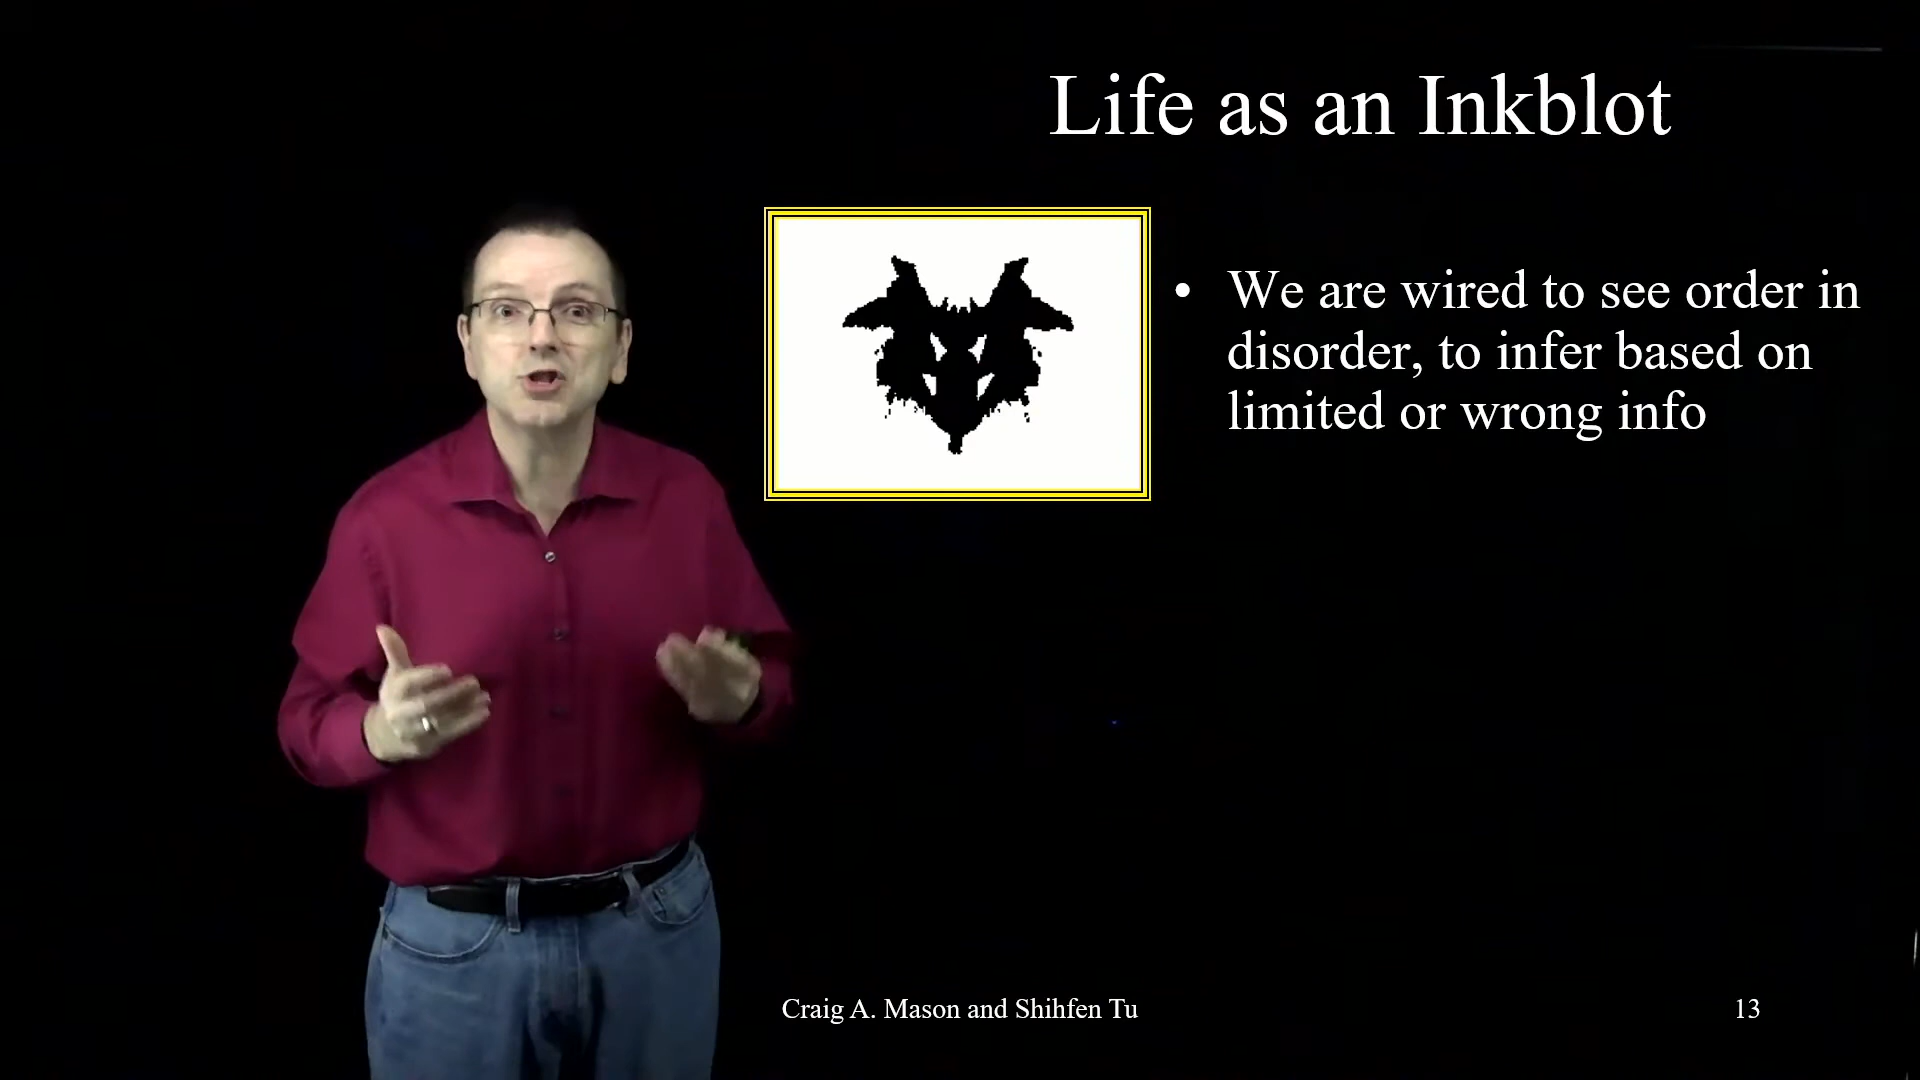 Life as an Inkblot
• We are wired to see order in
disorder, to infer based on
limited or wrong info
Craig A. Mason and Shihfen Tu
13